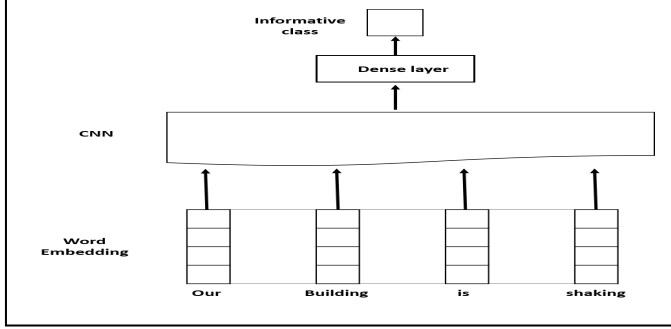 Informative
class
Dense layer
CNN
Word
Embedding
Our Building is shaking